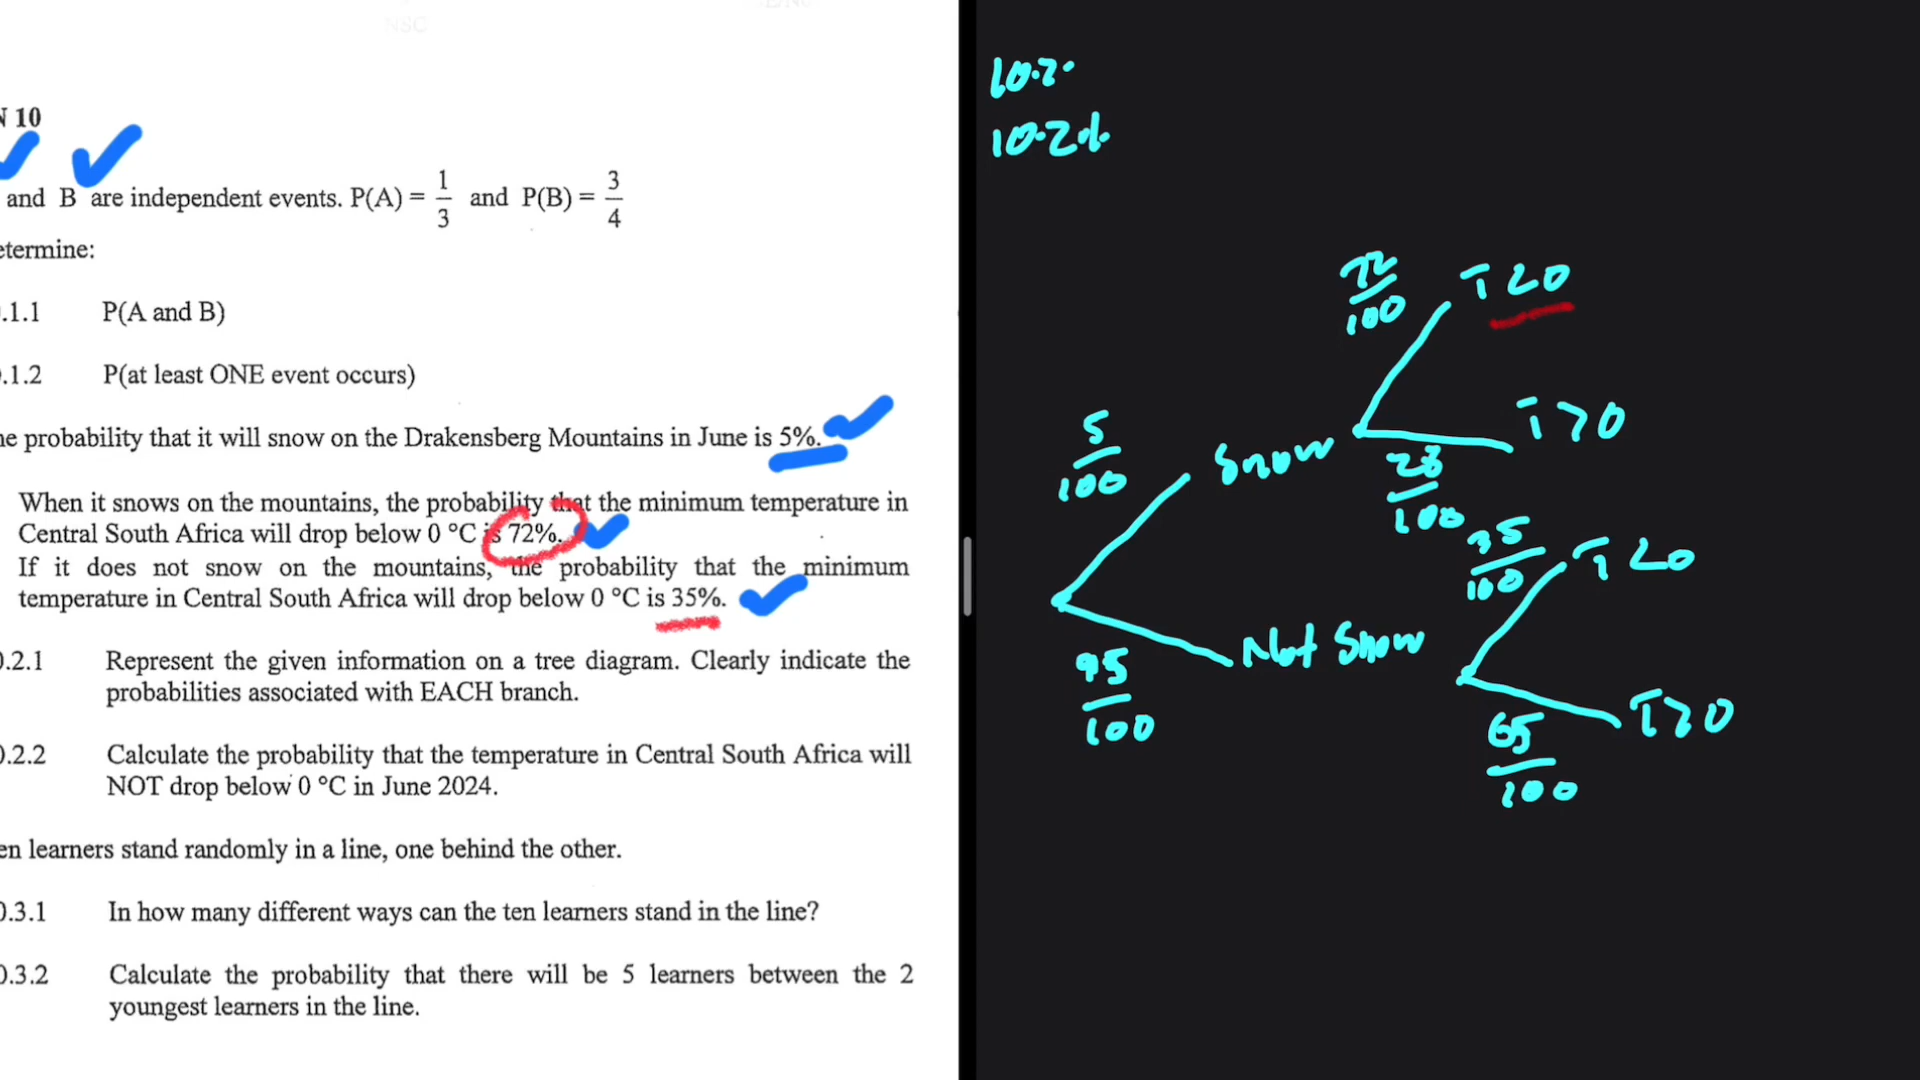 NSC
N 10
and B are independent events. P(A) = 1/3 and P(B) = 3/4
etermine:
.1.1 P(A and B)
.1.2 P(at least ONE event occurs)
he probability that it will snow on the Drakensberg Mountains in June is 5%.
When it snows on the mountains, the probability that the minimum temperature in
Central South Africa will drop below 0 °C is 72%.
If it does not snow on the mountains, the probability that the minimum
temperature in Central South Africa will drop below 0 °C is 35%.
0.2.1 Represent the given information on a tree diagram. Clearly indicate the
probabilities associated with EACH branch.
0.2.2 Calculate the probability that the temperature in Central South Africa will
NOT drop below 0 °C in June 2024.
en learners stand randomly in a line, one behind the other.
0.3.1 In how many different ways can the ten learners stand in the line?
0.3.2 Calculate the probability that there will be 5 learners between the 2
youngest learners in the line.
10.2.
10.2.1.
72/100 T<0
5/100 Snow T>0
28/100
35/100 T<0
95/100 Not Snow
65/100 T>0